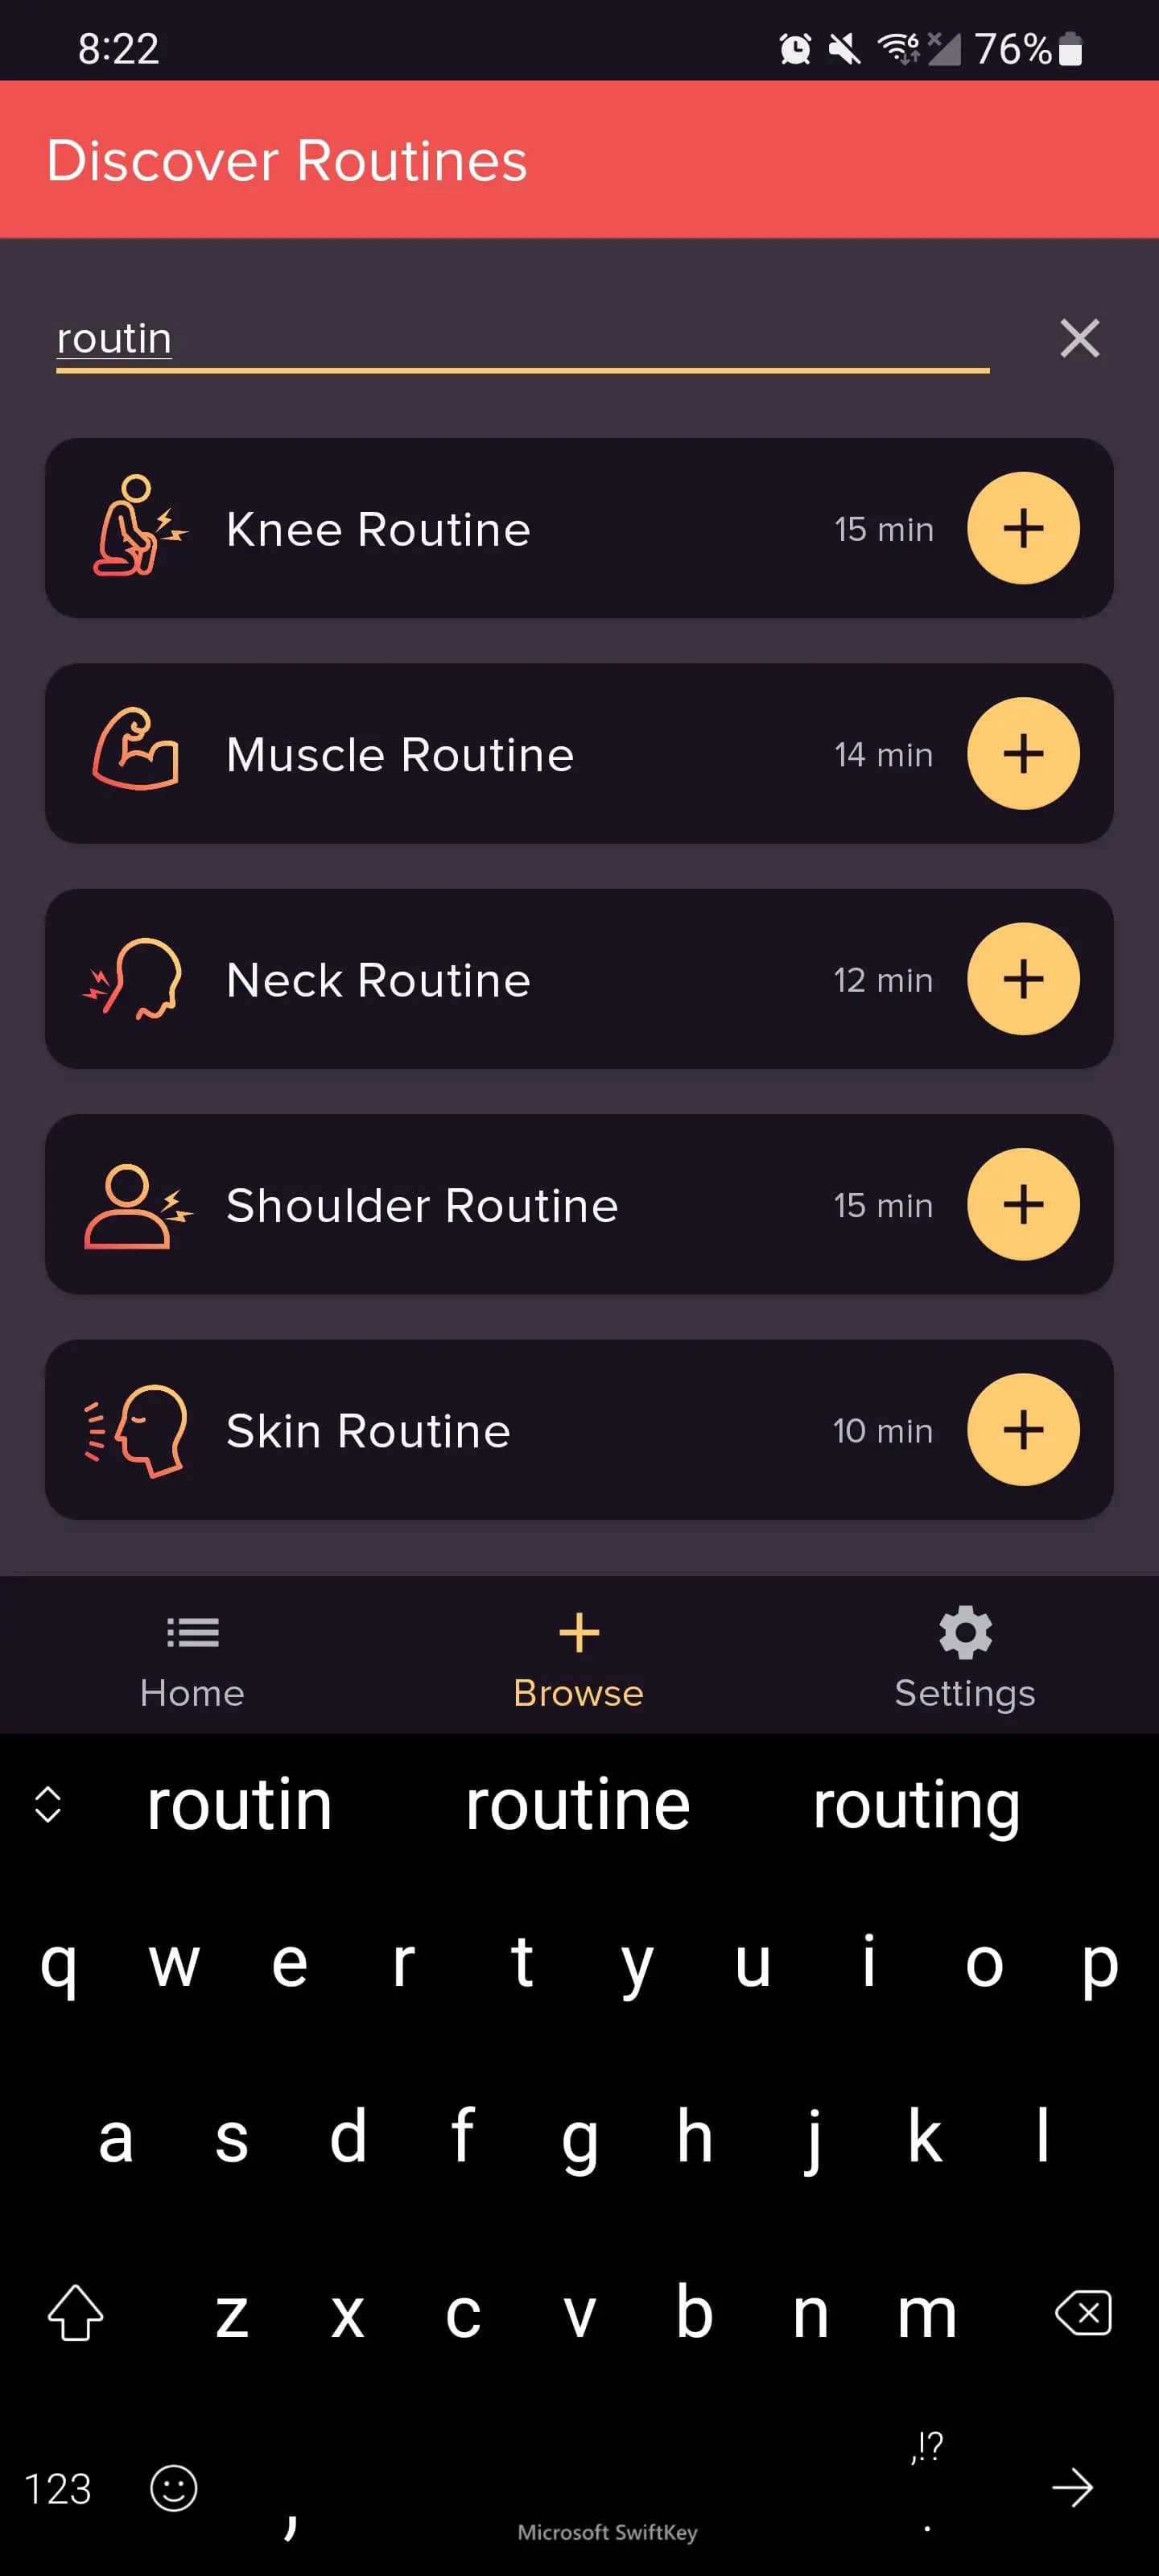 8:22 6 76%
Discover Routines
routin
Knee Routine 15 min
Muscle Routine 14 min
Neck Routine 12 min
Shoulder Routine 15 min
Skin Routine 10 min
Home Browse Settings
routin routine routing
q w e r t y u i o p
a s d f g h j k l
z x c v b n m
,!?
123 , Microsoft SwiftKey .